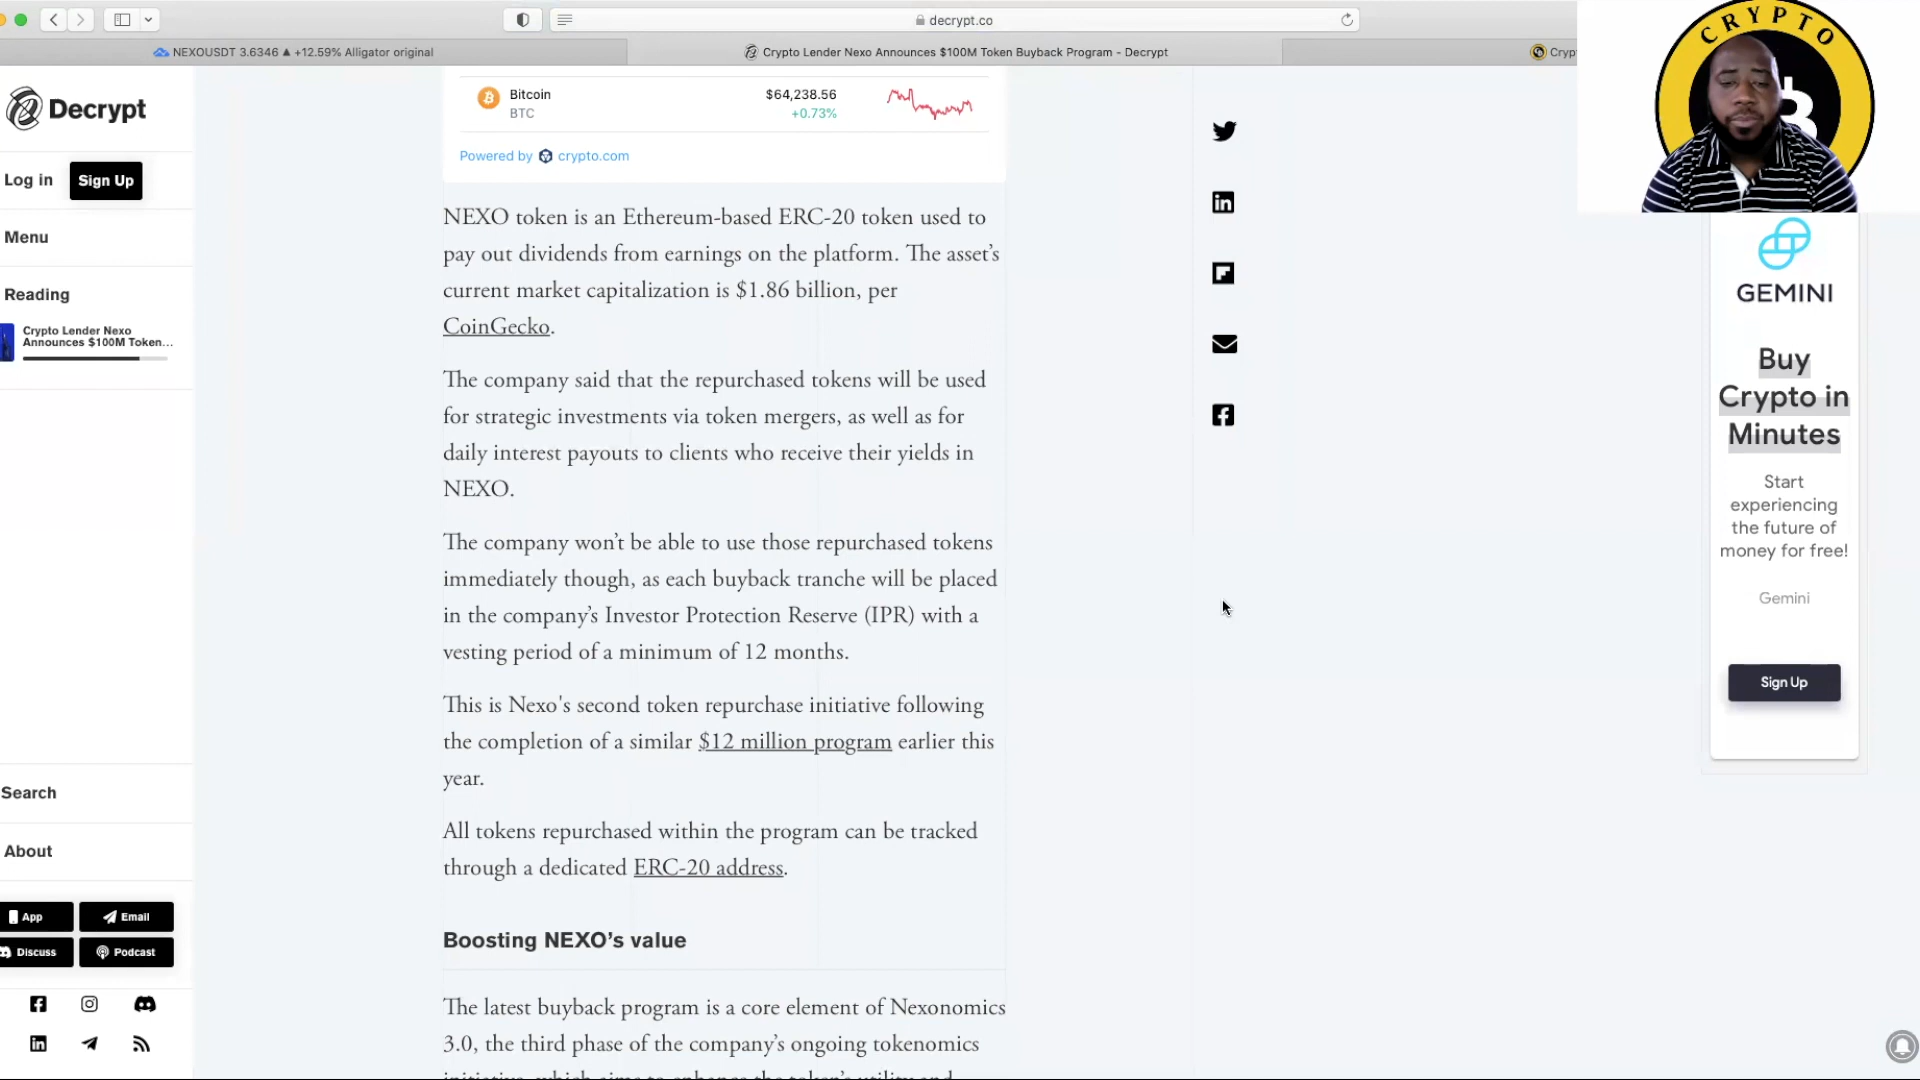 decrypt.co
NEXOUSDT 3.6346 ▲ +12.59% Alligator original
Crypto Lender Nexo Announces $100M Token Buyback Program - Decrypt
CRYPTO
Decrypt
Log in
Sign Up
Menu
Reading
Crypto Lender Nexo
Announces $100M Token...
Search
About
App
Email
Discuss
Podcast
Bitcoin
BTC
$64,238.56
+0.73%
Powered by crypto.com
NEXO token is an Ethereum-based ERC-20 token used to
pay out dividends from earnings on the platform. The asset’s
current market capitalization is $1.86 billion, per
CoinGecko.
The company said that the repurchased tokens will be used
for strategic investments via token mergers, as well as for
daily interest payouts to clients who receive their yields in
NEXO.
The company won’t be able to use those repurchased tokens
immediately though, as each buyback tranche will be placed
in the company’s Investor Protection Reserve (IPR) with a
vesting period of a minimum of 12 months.
This is Nexo's second token repurchase initiative following
the completion of a similar $12 million program earlier this
year.
All tokens repurchased within the program can be tracked
through a dedicated ERC-20 address.
Boosting NEXO’s value
The latest buyback program is a core element of Nexonomics
3.0, the third phase of the company’s ongoing tokenomics
GEMINI
Buy
Crypto in
Minutes
Start
experiencing
the future of
money for free!
Gemini
Sign Up